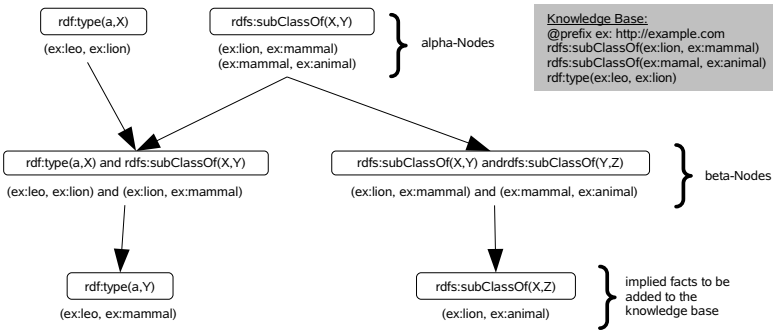 rdf:type(a,X)
rdfs:subClassOf(X,Y)
(ex:leo, ex:lion)
(ex:lion, ex:mammal)
(ex:mammal, ex:animal)
alpha-Nodes
Knowledge Base:
@prefix ex: http://example.com
rdfs:subClassOf(ex:lion, ex:mammal)
rdfs:subClassOf(ex:mamal, ex:animal)
rdf:type(ex:leo, ex:lion)
rdf:type(a,X) and rdfs:subClassOf(X,Y)
rdfs:subClassOf(X,Y) andrdfs:subClassOf(Y,Z)
(ex:leo, ex:lion) and (ex:lion, ex:mammal)
(ex:lion, ex:mammal) and (ex:mammal, ex:animal)
beta-Nodes
rdf:type(a,Y)
rdfs:subClassOf(X,Z)
(ex:leo, ex:mammal)
(ex:lion, ex:animal)
implied facts to be
added to the
knowledge base